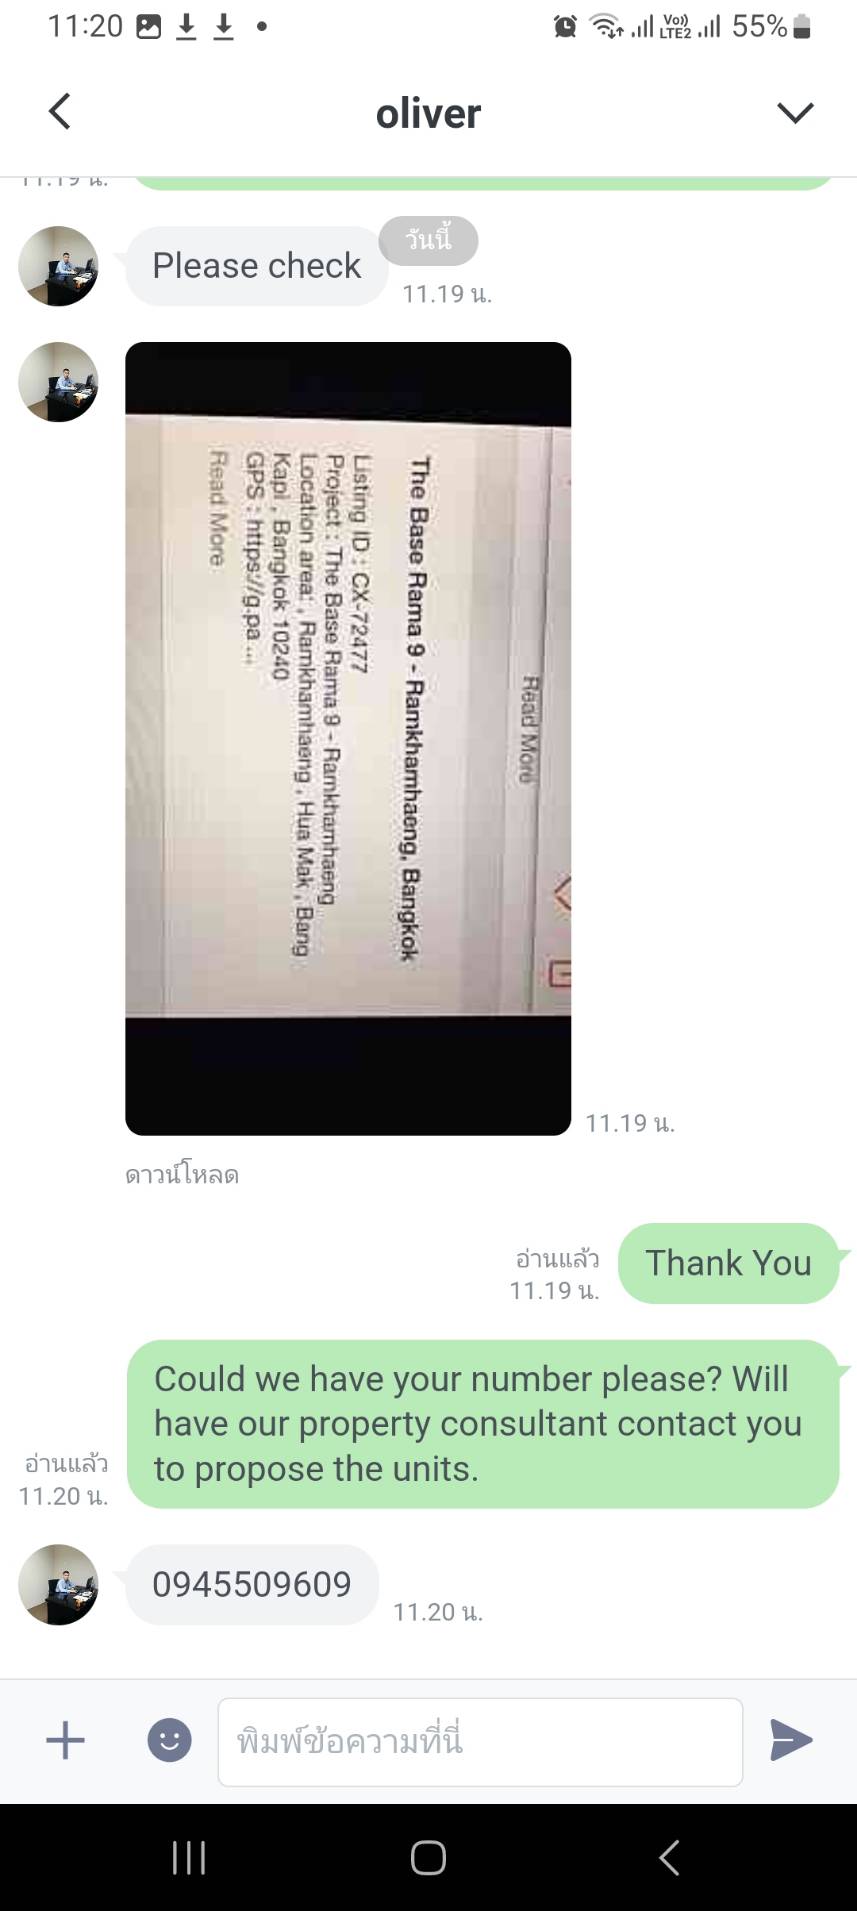 11:20
Vo))
LTE2
55%
oliver
11.19 น.
Please check
วันนี้
11.19 น.
Read More
The Base Rama 9 - Ramkhamhaeng, Bangkok
Listing ID : CX-72477
Project : The Base Rama 9 - Ramkhamhaeng
Location area: , Ramkhamhaeng , Hua Mak , Bang
Kapi , Bangkok 10240
GPS : https://g.pa ...
Read More
11.19 น.
ดาวน์โหลด
อ่านแล้ว
11.19 น.
Thank You
Could we have your number please? Will
have our property consultant contact you
to propose the units.
อ่านแล้ว
11.20 น.
0945509609
11.20 น.
พิมพ์ข้อความที่นี่